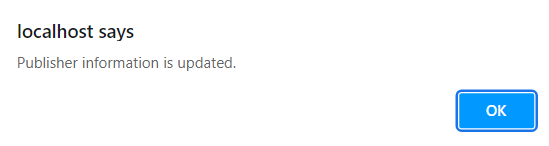 localhost says
Publisher information is updated.
OK